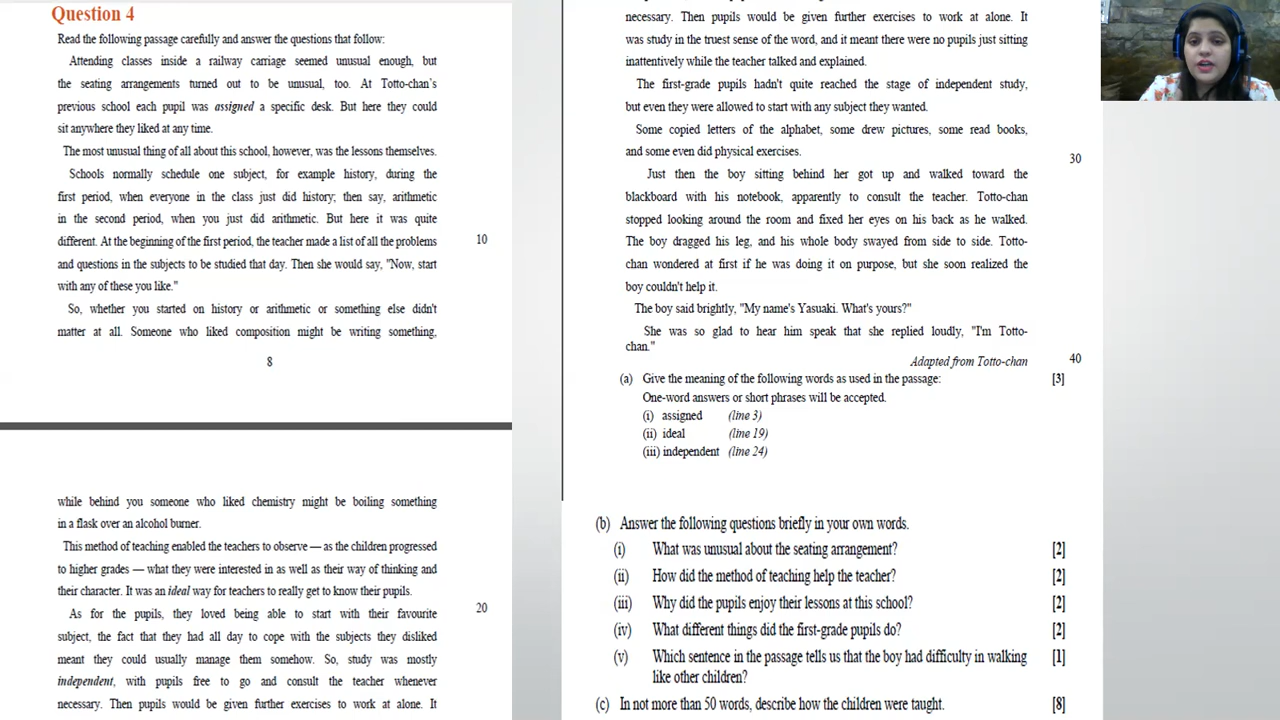 Question 4
Read the following passage carefully and answer the questions that follow:
Attending classes inside a railway carriage seemed unusual enough, but
the seating arrangements turned out to be unusual, too. At Totto-chan's
previous school each pupil was assigned a specific desk. But here they could
sit anywhere they liked at any time.
The most unusual thing of all about this school, however, was the lessons themselves.
Schools normally schedule one subject, for example history, during the
first period, when everyone in the class just did history; then say, arithmetic
in the second period, when you just did arithmetic. But here it was quite
different. At the beginning of the first period, the teacher made a list of all the problems 10
and questions in the subjects to be studied that day. Then she would say, "Now, start
with any of these you like."
So, whether you started on history or arithmetic or something else didn't
matter at all. Someone who liked composition might be writing something,
8
while behind you someone who liked chemistry might be boiling something
in a flask over an alcohol burner.
This method of teaching enabled the teachers to observe — as the children progressed
to higher grades — what they were interested in as well as their way of thinking and
their character. It was an ideal way for teachers to really get to know their pupils.
As for the pupils, they loved being able to start with their favourite 20
subject, the fact that they had all day to cope with the subjects they disliked
meant they could usually manage them somehow. So, study was mostly
independent, with pupils free to go and consult the teacher whenever
necessary. Then pupils would be given further exercises to work at alone. It
necessary. Then pupils would be given further exercises to work at alone. It
was study in the truest sense of the word, and it meant there were no pupils just sitting
inattentively while the teacher talked and explained.
The first-grade pupils hadn't quite reached the stage of independent study,
but even they were allowed to start with any subject they wanted.
Some copied letters of the alphabet, some drew pictures, some read books,
and some even did physical exercises. 30
Just then the boy sitting behind her got up and walked toward the
blackboard with his notebook, apparently to consult the teacher. Totto-chan
stopped looking around the room and fixed her eyes on his back as he walked.
The boy dragged his leg, and his whole body swayed from side to side. Totto-
chan wondered at first if he was doing it on purpose, but she soon realized the
boy couldn't help it.
The boy said brightly, "My name's Yasuaki. What's yours?"
She was so glad to hear him speak that she replied loudly, "I'm Totto-
chan."
Adapted from Totto-chan 40
(a) Give the meaning of the following words as used in the passage: [3]
One-word answers or short phrases will be accepted.
(i) assigned (line 3)
(ii) ideal (line 19)
(iii) independent (line 24)
(b) Answer the following questions briefly in your own words.
(i) What was unusual about the seating arrangement? [2]
(ii) How did the method of teaching help the teacher? [2]
(iii) Why did the pupils enjoy their lessons at this school? [2]
(iv) What different things did the first-grade pupils do? [2]
(v) Which sentence in the passage tells us that the boy had difficulty in walking [1]
like other children?
(c) In not more than 50 words, describe how the children were taught. [8]